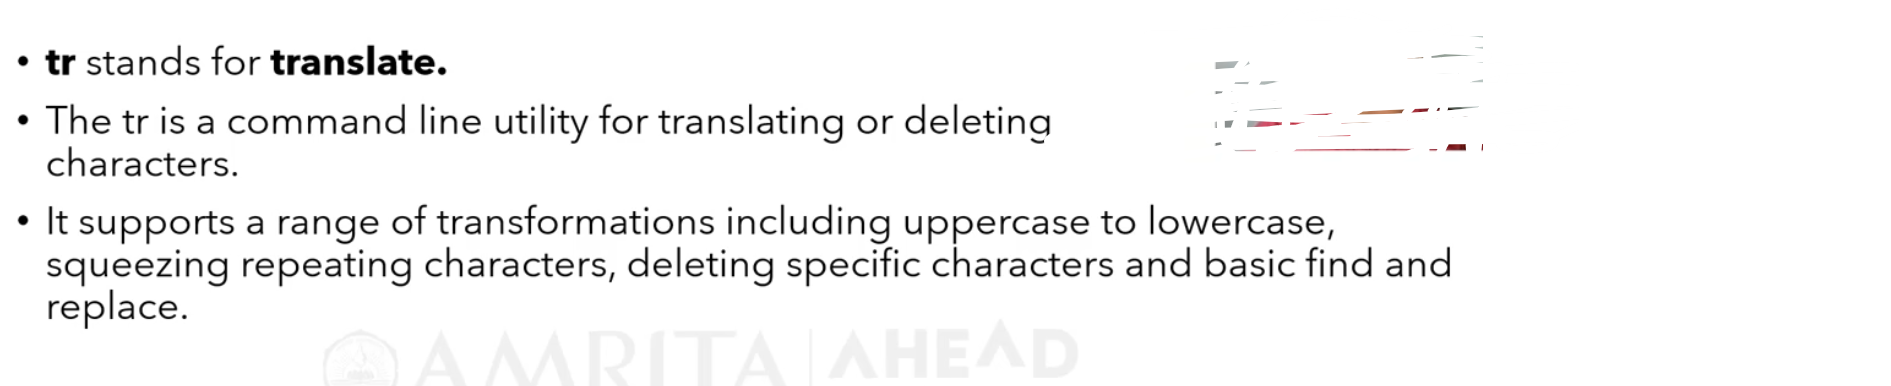 • tr stands for translate.
• The tr is a command line utility for translating or deleting
characters.
• It supports a range of transformations including uppercase to lowercase,
squeezing repeating characters, deleting specific characters and basic find and
replace.
AMRITA | AHEAD